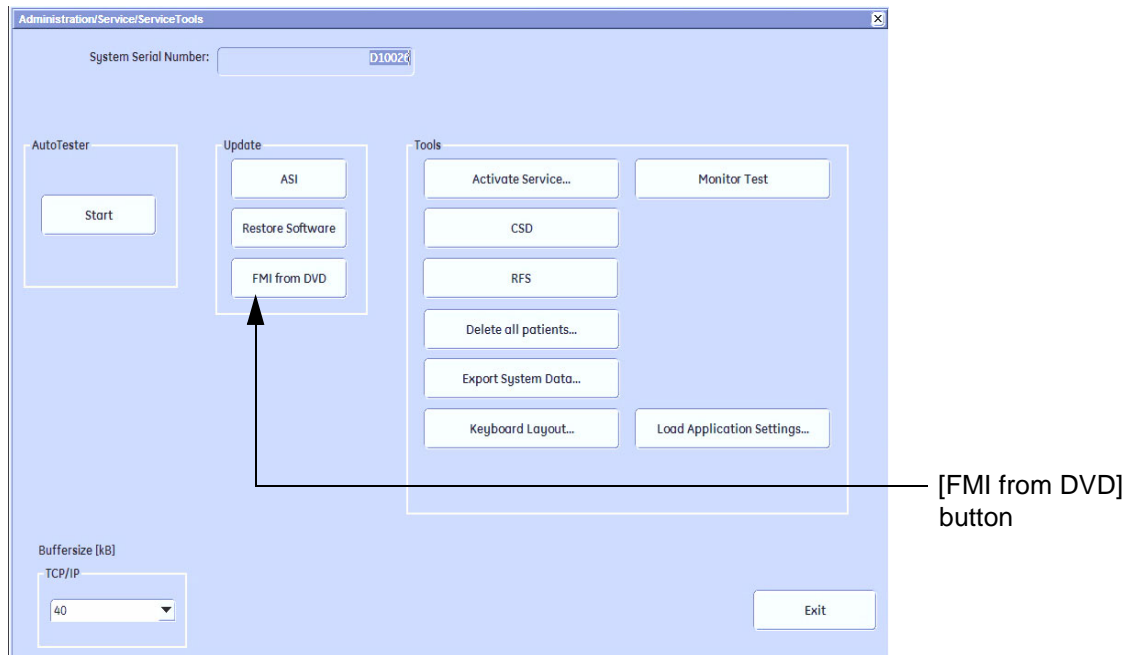 Administration/Service/ServiceTools
System Serial Number:
D10026
AutoTester
Start
Update
ASI
Restore Software
FMI from DVD
Tools
Activate Service...
Monitor Test
CSD
RFS
Delete all patients...
Export System Data...
Keyboard Layout...
Load Application Settings...
[FMI from DVD]
button
Buffersize [kB]
TCP/IP
40
Exit